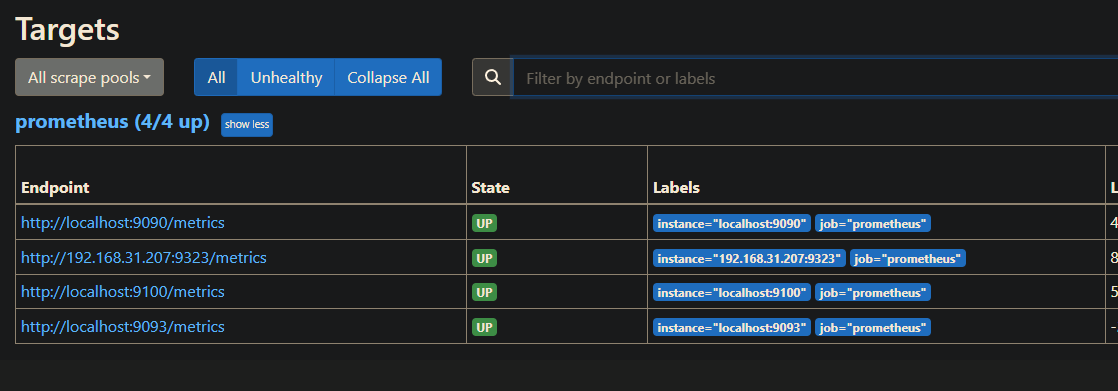 Targets
All scrape pools All Unhealthy Collapse All Filter by endpoint or labels
prometheus (4/4 up) show less
Endpoint State Labels
http://localhost:9090/metrics UP instance="localhost:9090" job="prometheus"
http://192.168.31.207:9323/metrics UP instance="192.168.31.207:9323" job="prometheus"
http://localhost:9100/metrics UP instance="localhost:9100" job="prometheus"
http://localhost:9093/metrics UP instance="localhost:9093" job="prometheus"